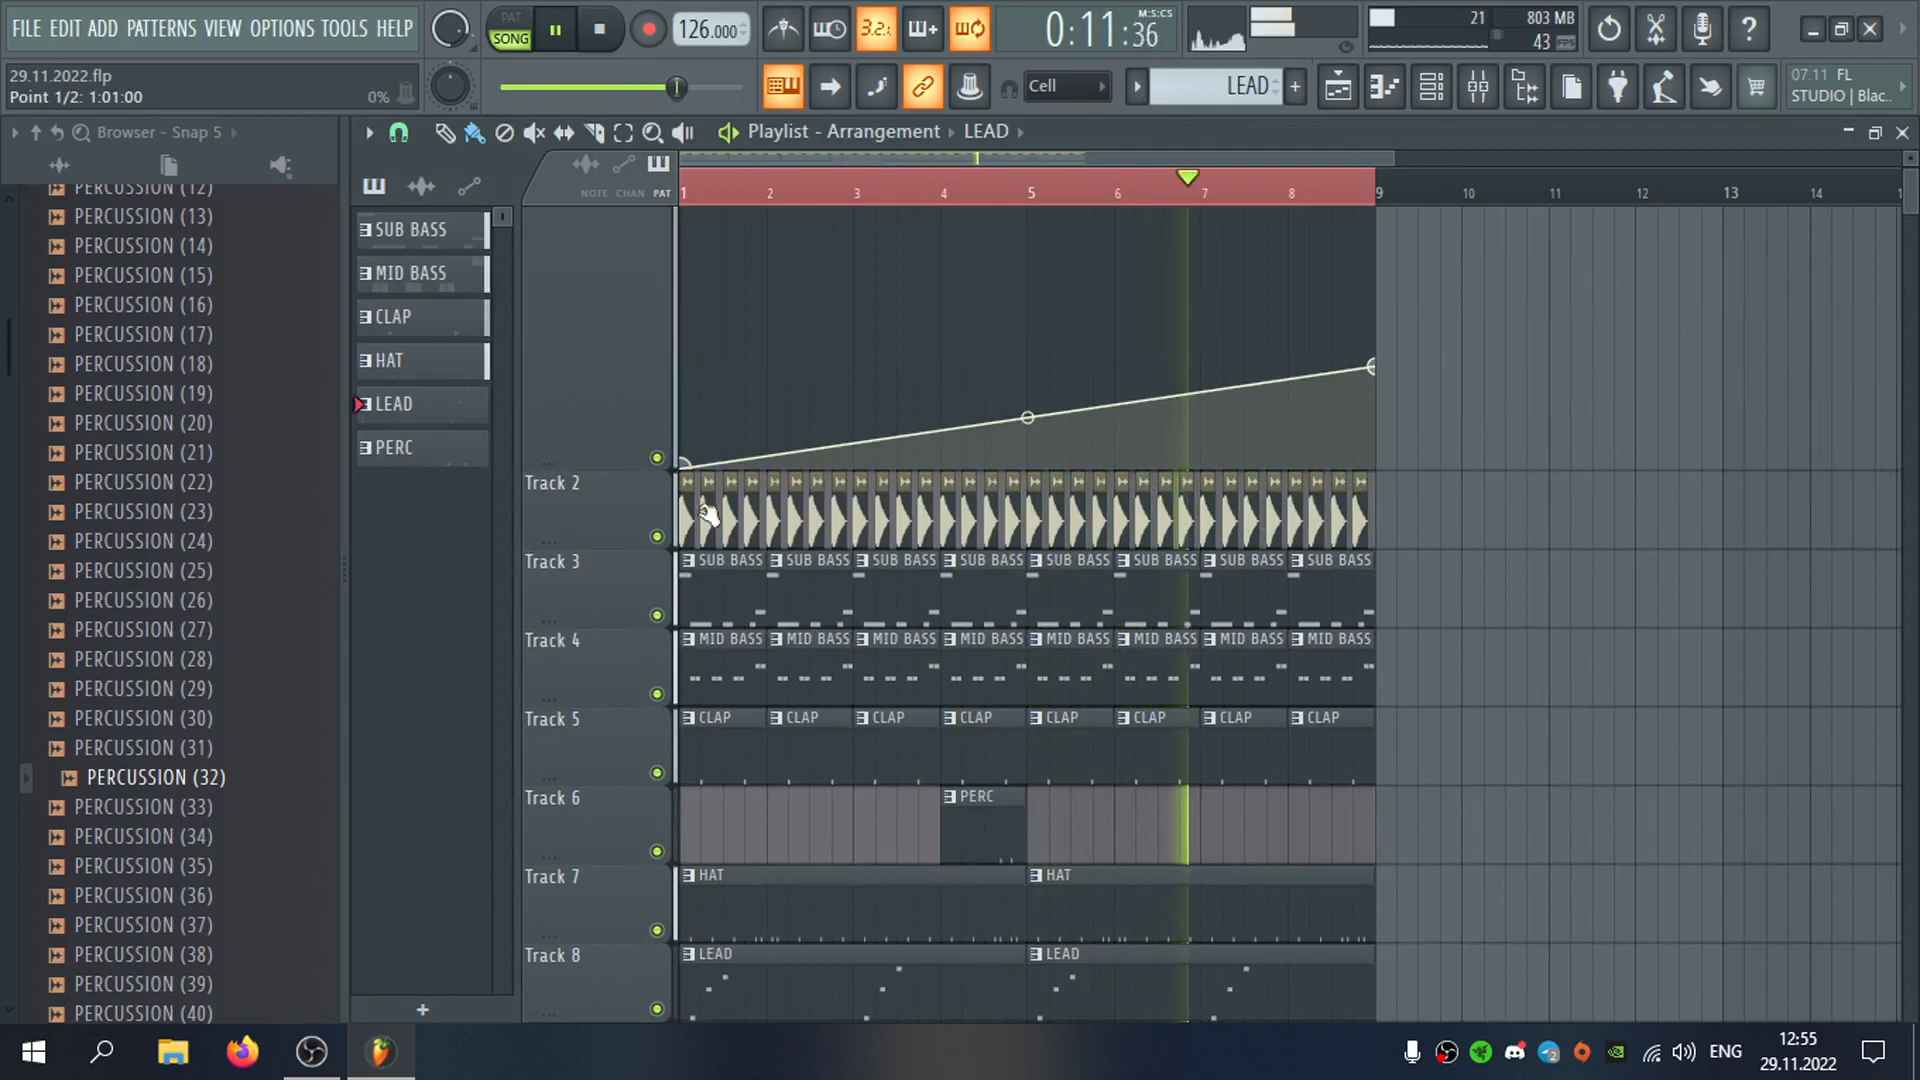 FILE EDIT ADD PATTERNS VIEW OPTIONS TOOLS HELP
PAT
SONG
126.000
3.2.
0:11:36
M:S:CS
21
803 MB
43
29.11.2022.flp
Point 1/2: 1:01:00
0%
Cell
LEAD
07.11 FL
STUDIO | Blac..
Browser - Snap 5
Playlist - Arrangement
LEAD
NOTE CHAN PAT
1 2 3 4 5 6 7 8 9 10 11 12 13 14
PERCUSSION (12)
PERCUSSION (13)
PERCUSSION (14)
PERCUSSION (15)
PERCUSSION (16)
PERCUSSION (17)
PERCUSSION (18)
PERCUSSION (19)
PERCUSSION (20)
PERCUSSION (21)
PERCUSSION (22)
PERCUSSION (23)
PERCUSSION (24)
PERCUSSION (25)
PERCUSSION (26)
PERCUSSION (27)
PERCUSSION (28)
PERCUSSION (29)
PERCUSSION (30)
PERCUSSION (31)
PERCUSSION (32)
PERCUSSION (33)
PERCUSSION (34)
PERCUSSION (35)
PERCUSSION (36)
PERCUSSION (37)
PERCUSSION (38)
PERCUSSION (39)
PERCUSSION (40)
SUB BASS
MID BASS
CLAP
HAT
LEAD
PERC
Track 2
Track 3
SUB BASS SUB BASS SUB BASS SUB BASS SUB BASS SUB BASS SUB BASS SUB BASS
Track 4
MID BASS MID BASS MID BASS MID BASS MID BASS MID BASS MID BASS MID BASS
Track 5
CLAP CLAP CLAP CLAP CLAP CLAP CLAP CLAP
Track 6
PERC
Track 7
HAT HAT
Track 8
LEAD LEAD
ENG
12:55
29.11.2022